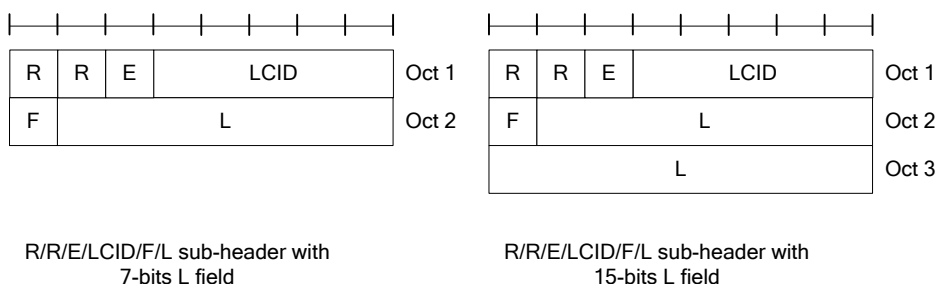 R R E LCID Oct 1
F L Oct 2
R/R/E/LCID/F/L sub-header with
7-bits L field
R R E LCID Oct 1
F L Oct 2
L Oct 3
R/R/E/LCID/F/L sub-header with
15-bits L field